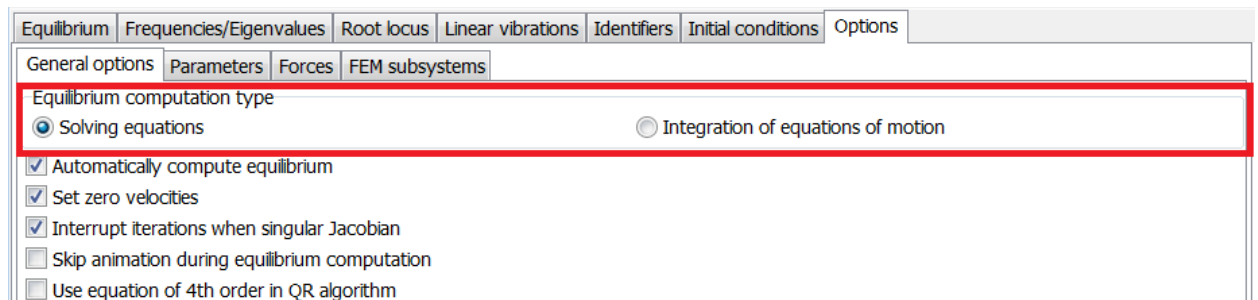 Equilibrium Frequencies/Eigenvalues Root locus Linear vibrations Identifiers Initial conditions Options
General options Parameters Forces FEM subsystems
Equilibrium computation type
Solving equations Integration of equations of motion
Automatically compute equilibrium
Set zero velocities
Interrupt iterations when singular Jacobian
Skip animation during equilibrium computation
Use equation of 4th order in QR algorithm